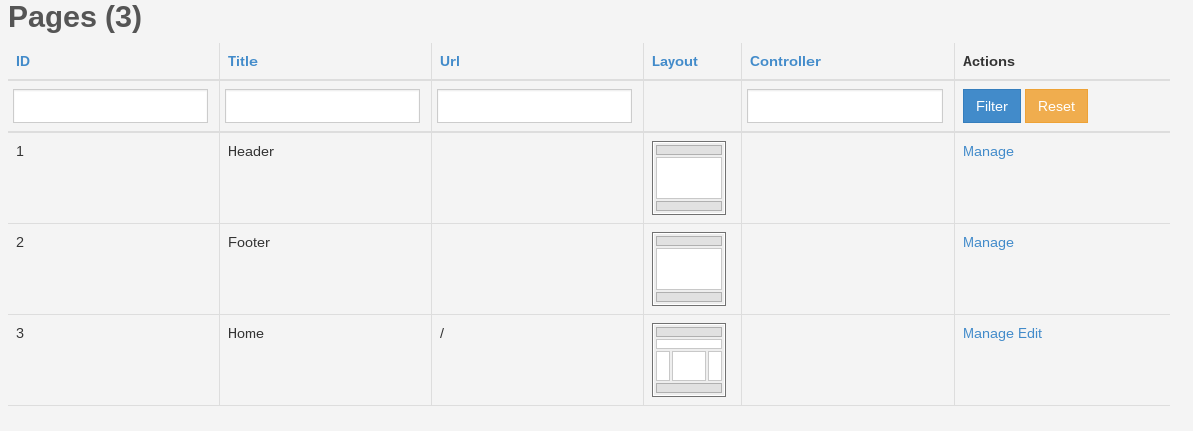 Pages (3)
ID Title Url Layout Controller Actions
Filter Reset
1 Header Manage
2 Footer Manage
3 Home / Manage Edit